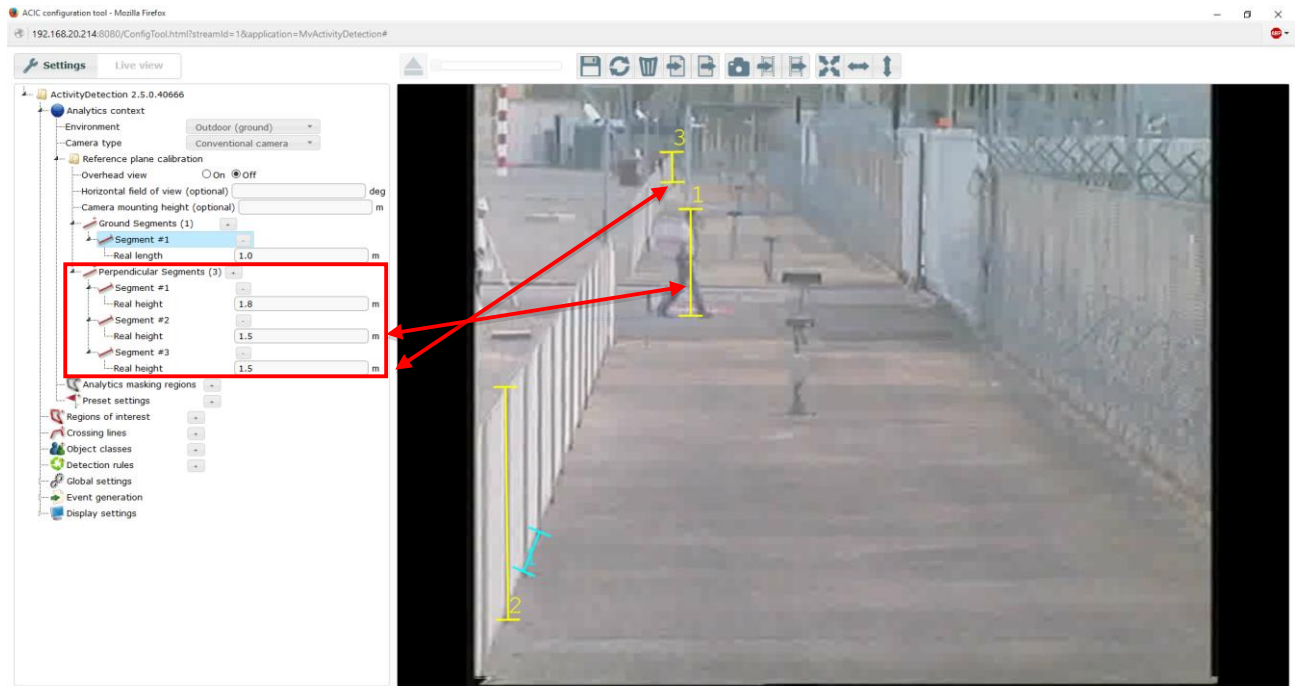 ACIC configuration tool - Mozilla Firefox
192.168.20.214:8080/ConfigTool.html?streamId=1&application=MvActivityDetection#
Settings Live view
ActivityDetection 2.5.0.40666
Analytics context
Environment Outdoor (ground)
Camera type Conventional camera
Reference plane calibration
Overhead view On Off
Horizontal field of view (optional) deg
Camera mounting height (optional) m
Ground Segments (1)
Segment #1
Real length 1.0 m
Perpendicular Segments (3)
Segment #1
Real height 1.8 m
Segment #2
Real height 1.5 m
Segment #3
Real height 1.5 m
Analytics masking regions
Preset settings
Regions of interest
Crossing lines
Object classes
Detection rules
Global settings
Event generation
Display settings
3
1
2